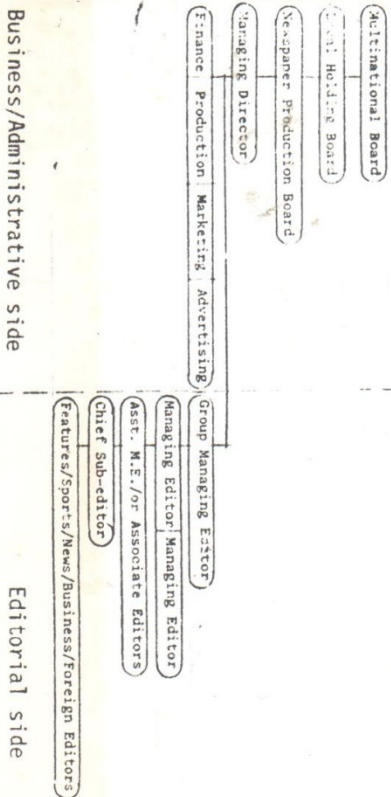 Multinational Board
Holding Board
Newspaper Production Board
Managing Director
Finance Production Marketing Advertising
Group Managing Editor
Managing Editor Managing Editor
Asst. M.E./or Associate Editors
Chief Sub-editor
Features/Sports/News/Business/Foreign Editors
Business/Administrative side
Editorial side